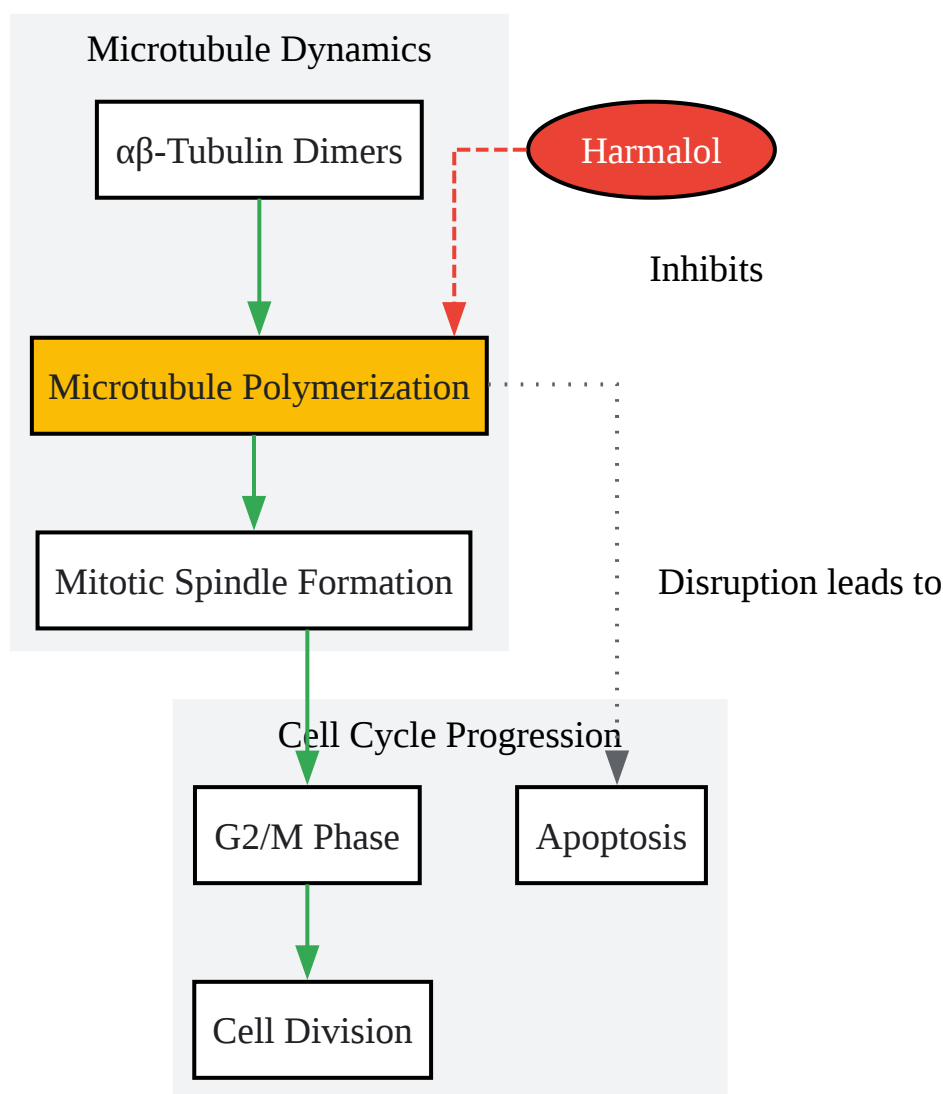 Microtubule Dynamics
αβ-Tubulin Dimers
Harmalol
Inhibits
Microtubule Polymerization
Mitotic Spindle Formation
Disruption leads to
Cell Cycle Progression
G2/M Phase
Apoptosis
Cell Division